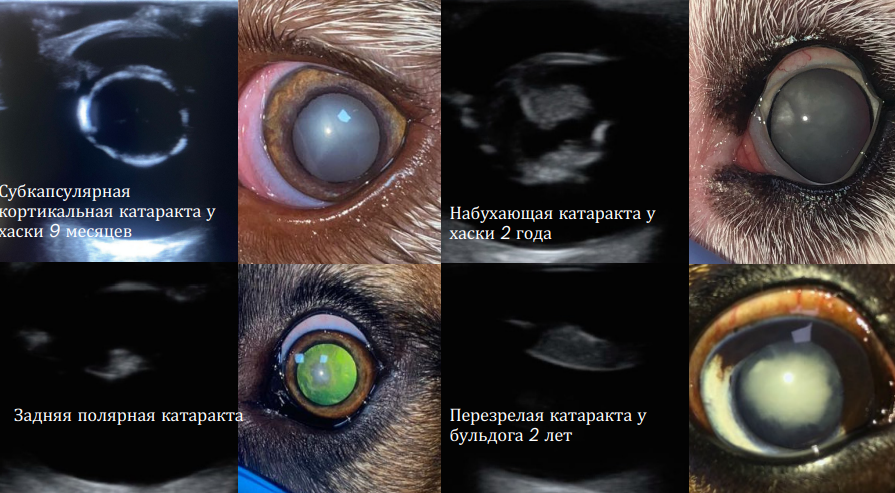 Субкапсулярная
кортикальная катаракта у
хаски 9 месяцев
Набухающая катаракта у
хаски 2 года
Задняя полярная катаракта
Перезрелая катаракта у
бульдога 2 лет